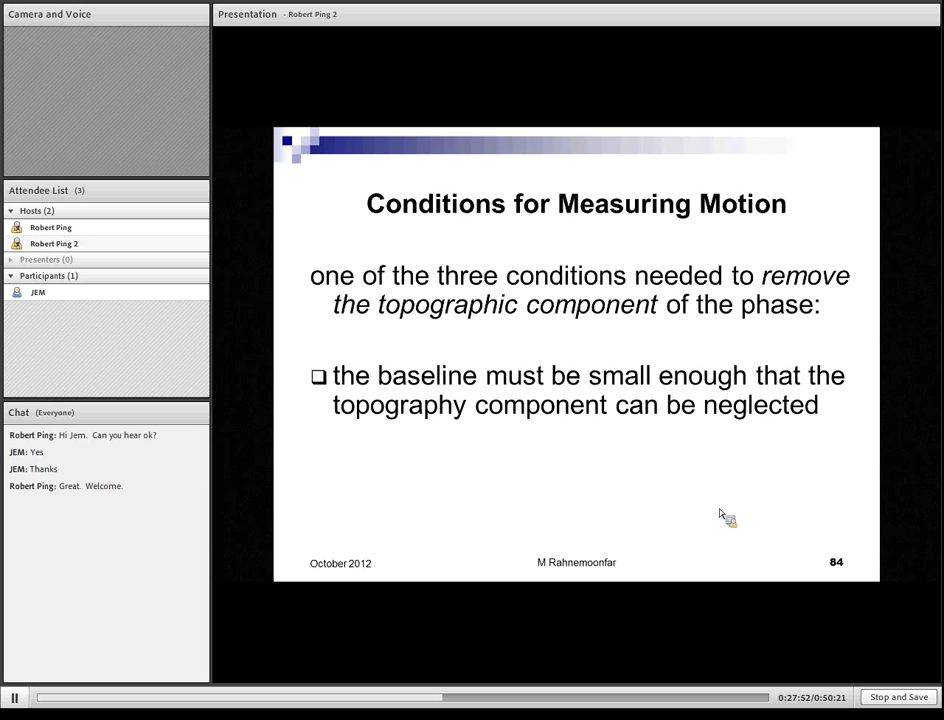 Camera and Voice
Attendee List (3)
Hosts (2)
Robert Ping
Robert Ping 2
Presenters (0)
Participants (1)
JEM
Chat (Everyone)
Robert Ping: Hi Jem. Can you hear ok?
JEM: Yes
JEM: Thanks
Robert Ping: Great. Welcome.
Presentation - Robert Ping 2
Conditions for Measuring Motion
one of the three conditions needed to remove
the topographic component of the phase:
the baseline must be small enough that the
topography component can be neglected
October 2012
M Rahnemoonfar
84
0:27:52/0:50:21
Stop and Save